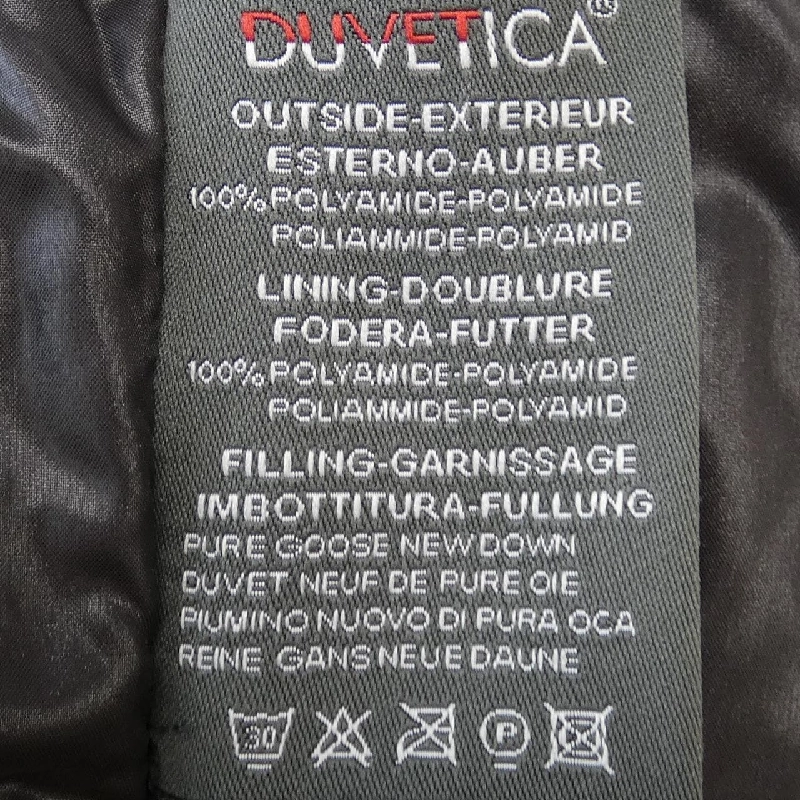 DUVETICA®
OUTSIDE-EXTERIEUR
ESTERNO-AUBER
100%POLYAMIDE-POLYAMIDE
POLIAMMIDE-POLYAMID
LINING-DOUBLURE
FODERA-FUTTER
100%POLYAMIDE-POLYAMIDE
POLIAMMIDE-POLYAMID
FILLING-GARNISSAGE
IMBOTTITURA-FULLUNG
PURE GOOSE NEW DOWN
DUVET NEUF DE PURE OIE
PIUMINO NUOVO DI PURA OCA
REINE GANS NEUE DAUNE
30 P